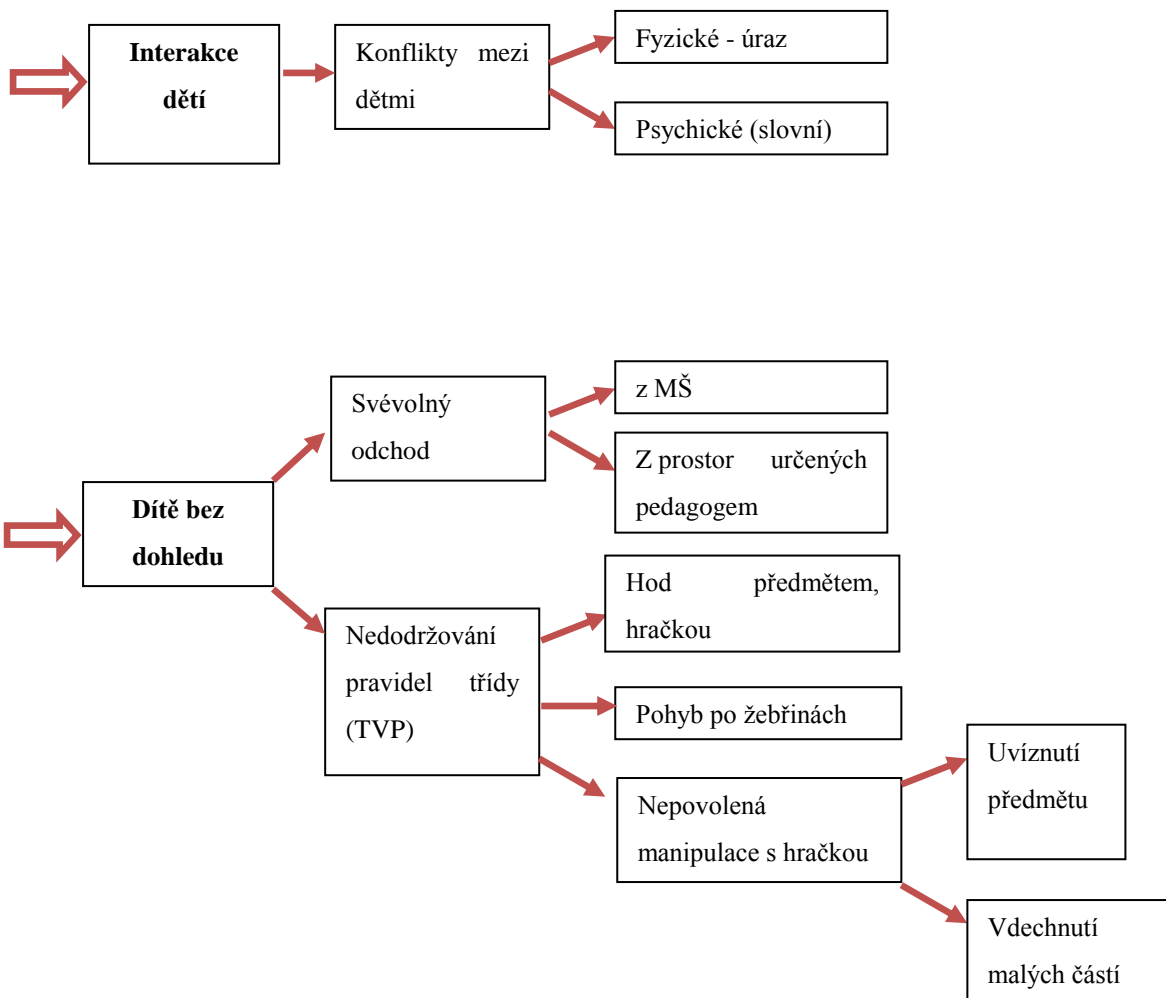 Interakce
dětí
Konflikty mezi
dětmi
Fyzické - úraz
Psychické (slovní)
Svévolný
odchod
z MŠ
Z prostor určených
pedagogem
Dítě bez
dohledu
Nedodržování
pravidel třídy
(TVP)
Hod předmětem,
hračkou
Pohyb po žebřinách
Nepovolená
manipulace s hračkou
Uvíznutí
předmětu
Vdechnutí
malých částí